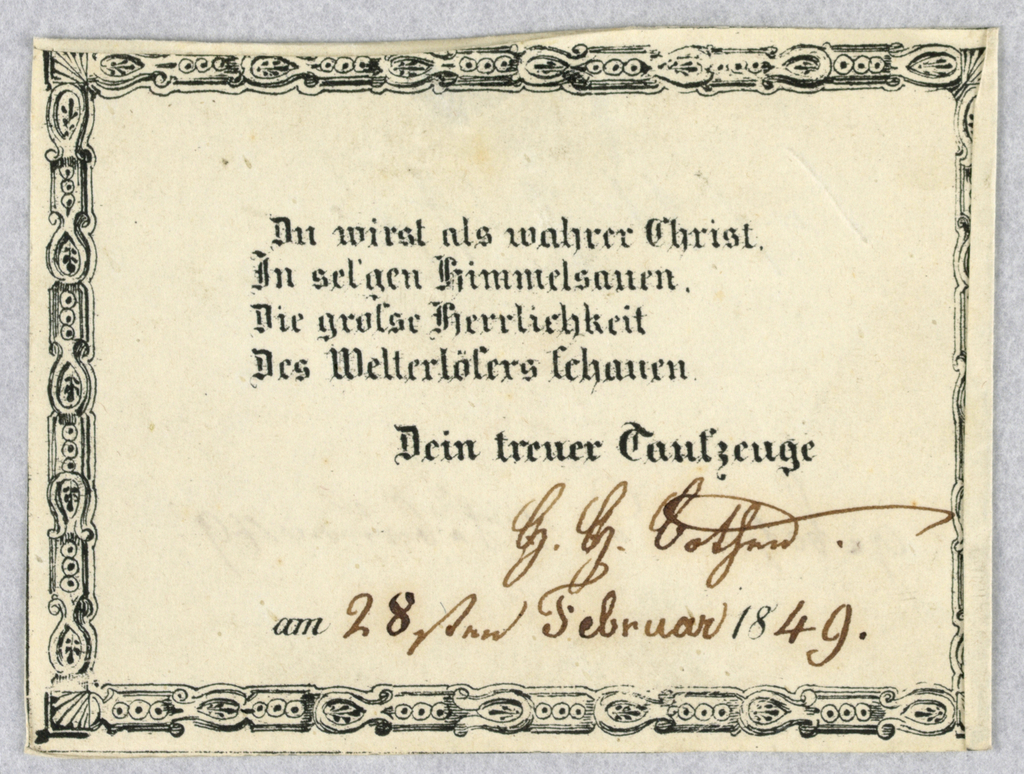 Du wirst als wahrer Christ,
In sel'gen Himmelsauen,
Die groſse Herrlichkeit
Des Welterlöſers ſchauen.
Dein treuer Taufzeuge
am 28sten Februar 1849.